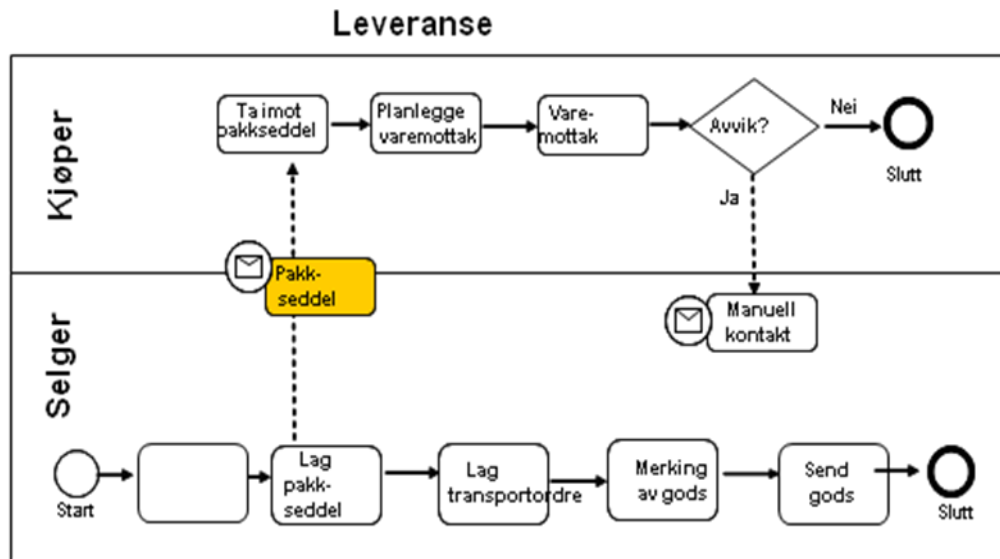 Leveranse
Kjøper
Ta imot
pakkseddel
Planlegge
varemottak
Vare-
mottak
Avvik?
Nei
Slutt
Ja
Pakk-
seddel
Manuell
kontakt
Selger
Start
Lag
pakk-
seddel
Lag
transportordre
Merking
av gods
Send
gods
Slutt